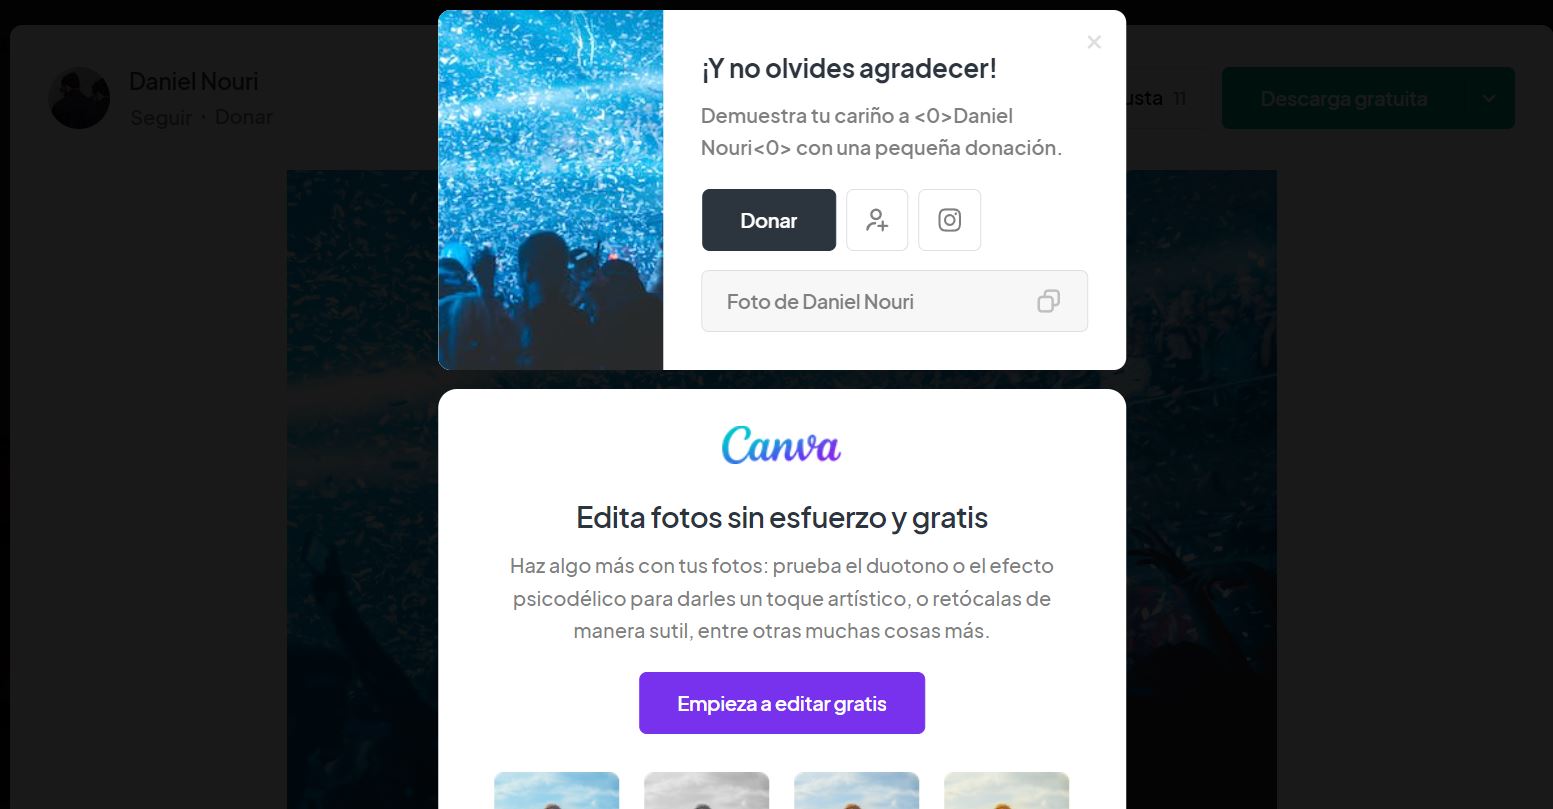 Daniel Nouri
Seguir · Donar
usta 11
Descarga gratuita
¡Y no olvides agradecer!
Demuestra tu cariño a <0>Daniel
Nouri<0> con una pequeña donación.
Donar
Foto de Daniel Nouri
Canva
Edita fotos sin esfuerzo y gratis
Haz algo más con tus fotos: prueba el duotono o el efecto
psicodélico para darles un toque artístico, o retócalas de
manera sutil, entre otras muchas cosas más.
Empieza a editar gratis